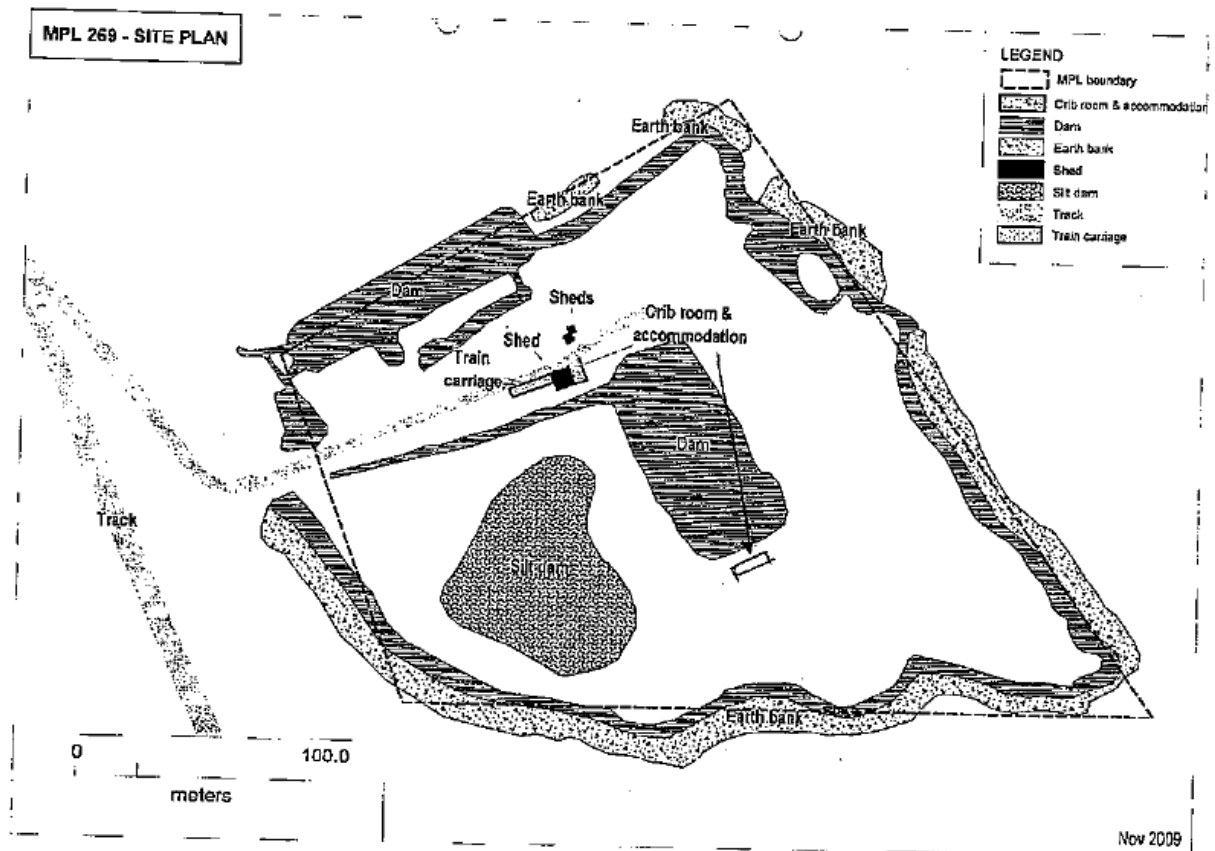 MPL 269 - SITE PLAN
LEGEND
MPL boundary
Crib room & accommodation
Dam
Earth bank
Shed
Silt dam
Track
Train carriage
Earth bank
Earth bank
Earth bank
Dam
Sheds
Crib room &
accommodation
Shed
Train
carriage
Dam
Track
Silt dam
Earth bank
0
100.0
meters
Nov 2009